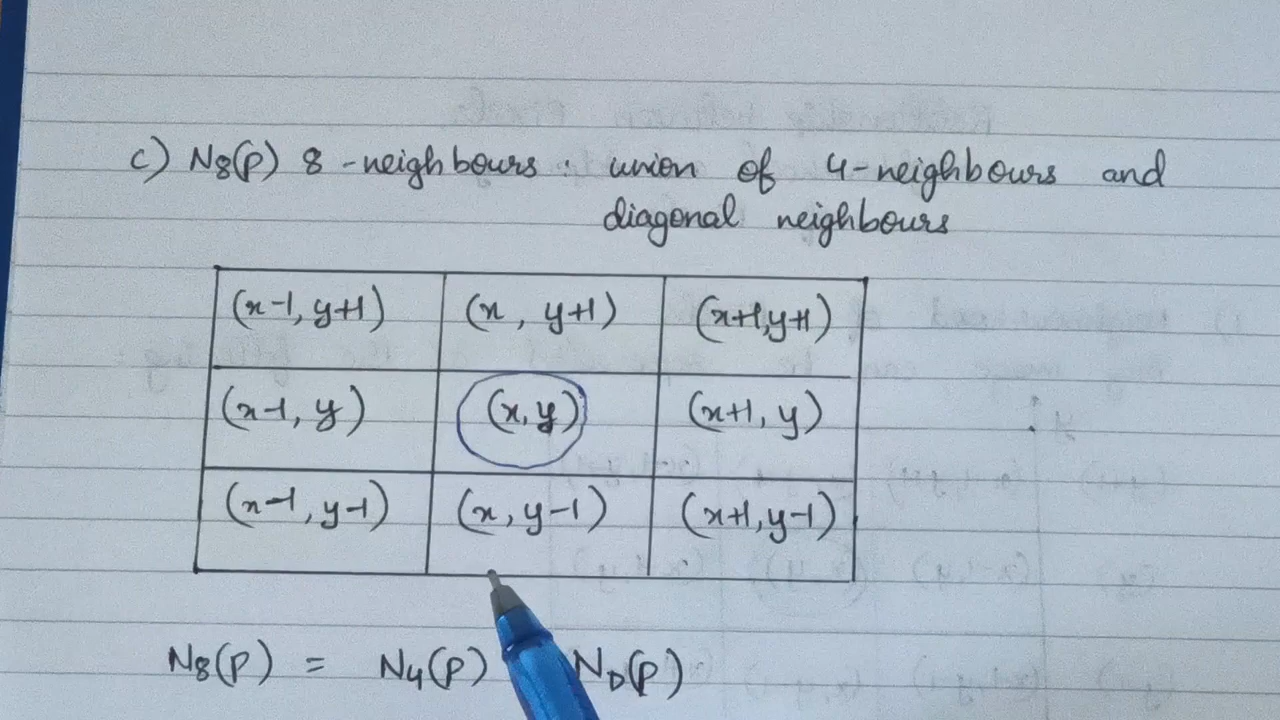 c) N8(p) 8-neighbours : union of 4-neighbours and
diagonal neighbours
(x-1, y+1) (x, y+1) (x+1, y+1)
(x-1, y) (x, y) (x+1, y)
(x-1, y-1) (x, y-1) (x+1, y-1)
N8(p) = N4(p) ND(p)